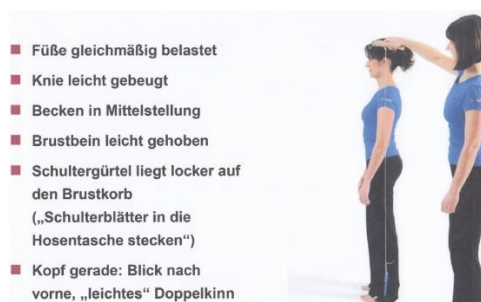 Füße gleichmäßig belastet
Knie leicht gebeugt
Becken in Mittelstellung
Brustbein leicht gehoben
Schultergürtel liegt locker auf
den Brustkorb
(„Schulterblätter in die
Hosentasche stecken“)
Kopf gerade: Blick nach
vorne, „leichtes“ Doppelkinn